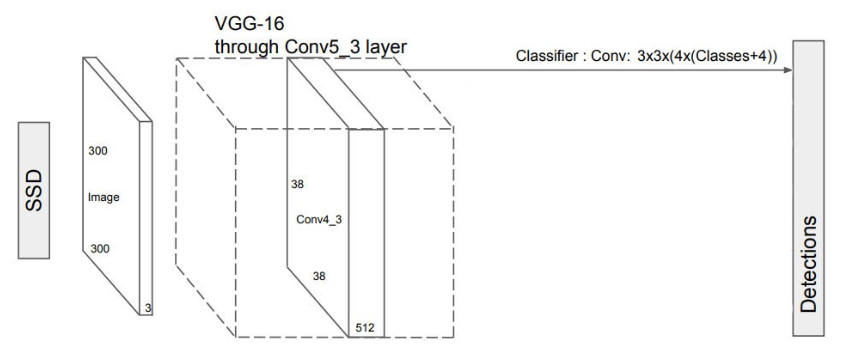 VGG-16
through Conv5_3 layer
Classifier : Conv: 3x3x(4x(Classes+4))
SSD
300
Image
300
3
38
Conv4_3
38
512
Detections